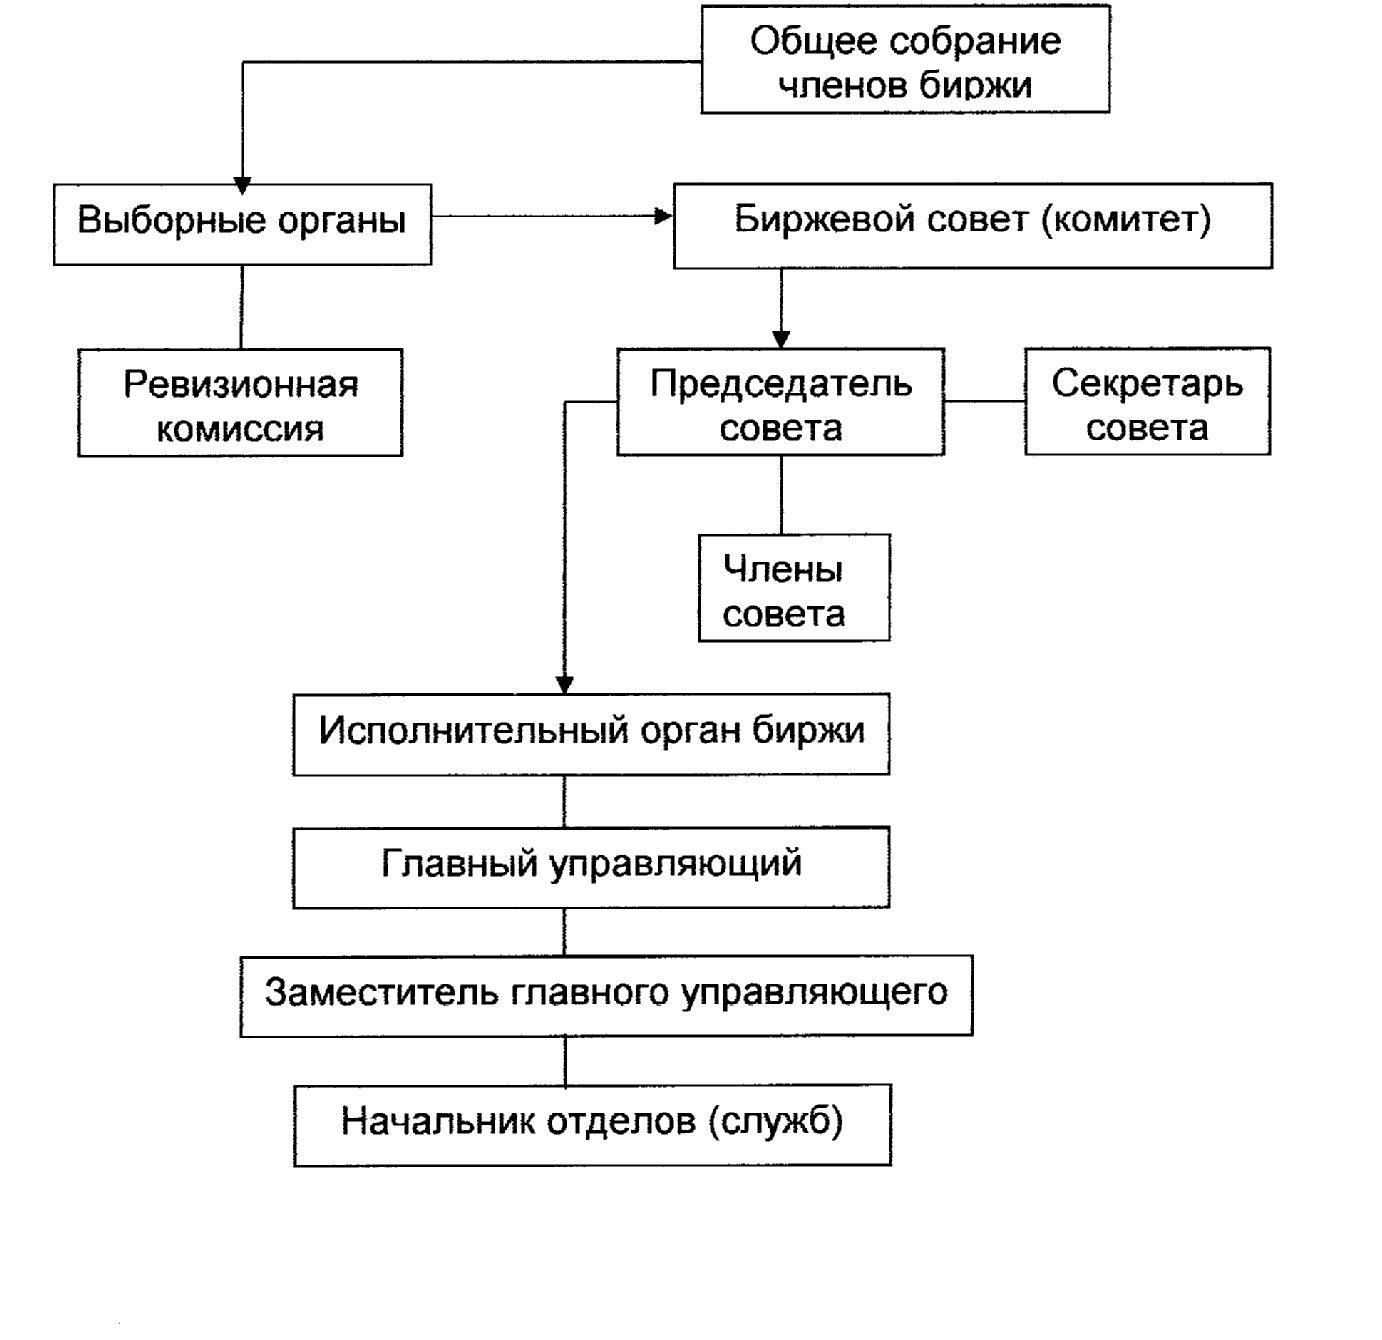 Общее собрание
членов биржи
Выборные органы
Биржевой совет (комитет)
Ревизионная
комиссия
Председатель
совета
Секретарь
совета
Члены
совета
Исполнительный орган биржи
Главный управляющий
Заместитель главного управляющего
Начальник отделов (служб)